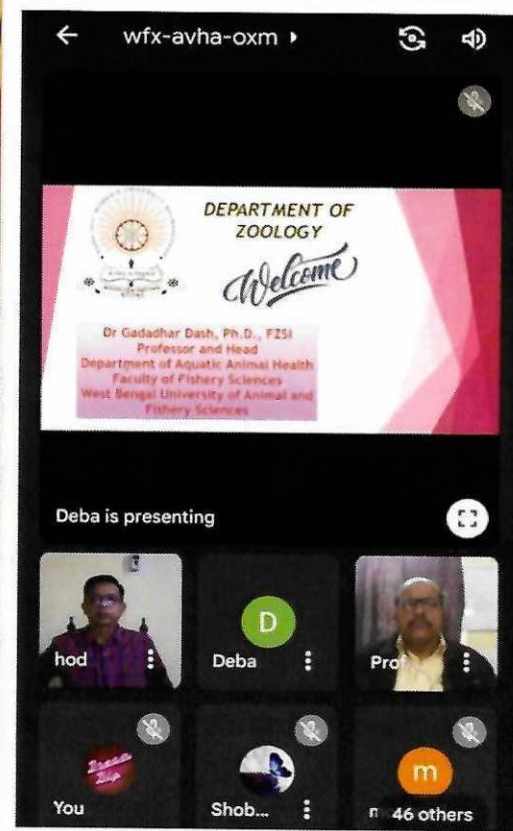 wfx-avha-oxm
DEPARTMENT OF
ZOOLOGY
Welcome
Dr Gadadhar Dash, Ph.D., FZSI
Professor and Head
Department of Aquatic Animal Health
Faculty of Fishery Sciences
West Bengal University of Animal and
Fishery Sciences
Deba is presenting
hod
D
Deba
Prof
You
Shob...
m
46 others